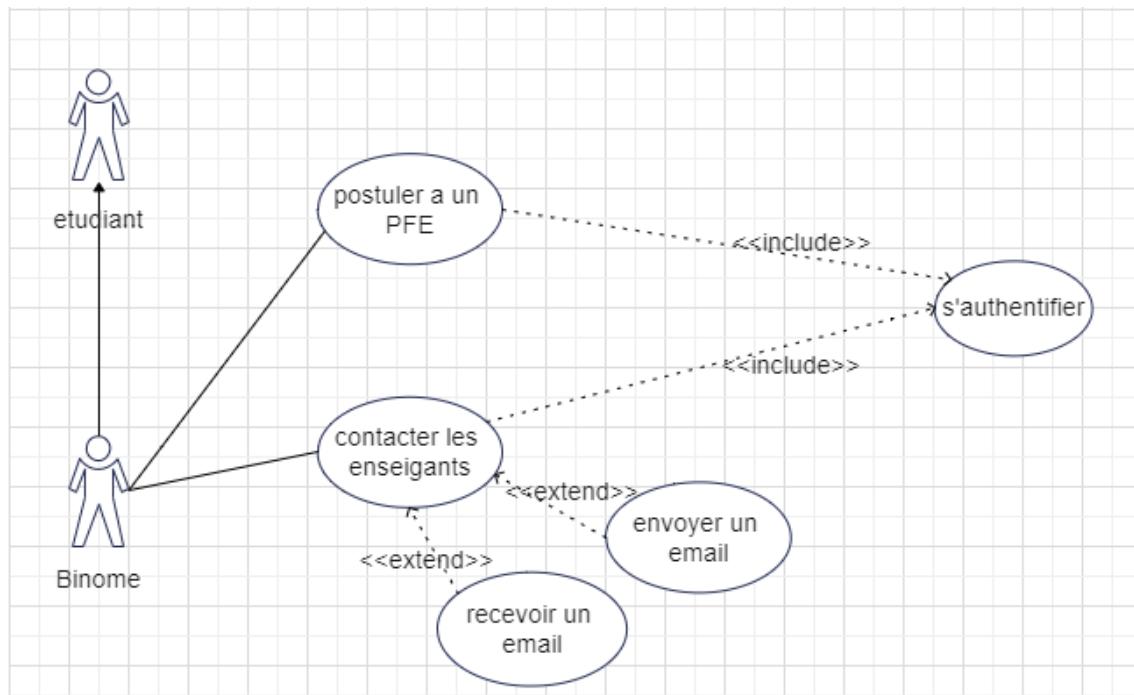 etudiant
postuler a un
PFE
<<include>>
s'authentifier
<<include>>
contacter les
enseigants
<<extend>>
envoyer un
email
<<extend>>
Binome
recevoir un
email